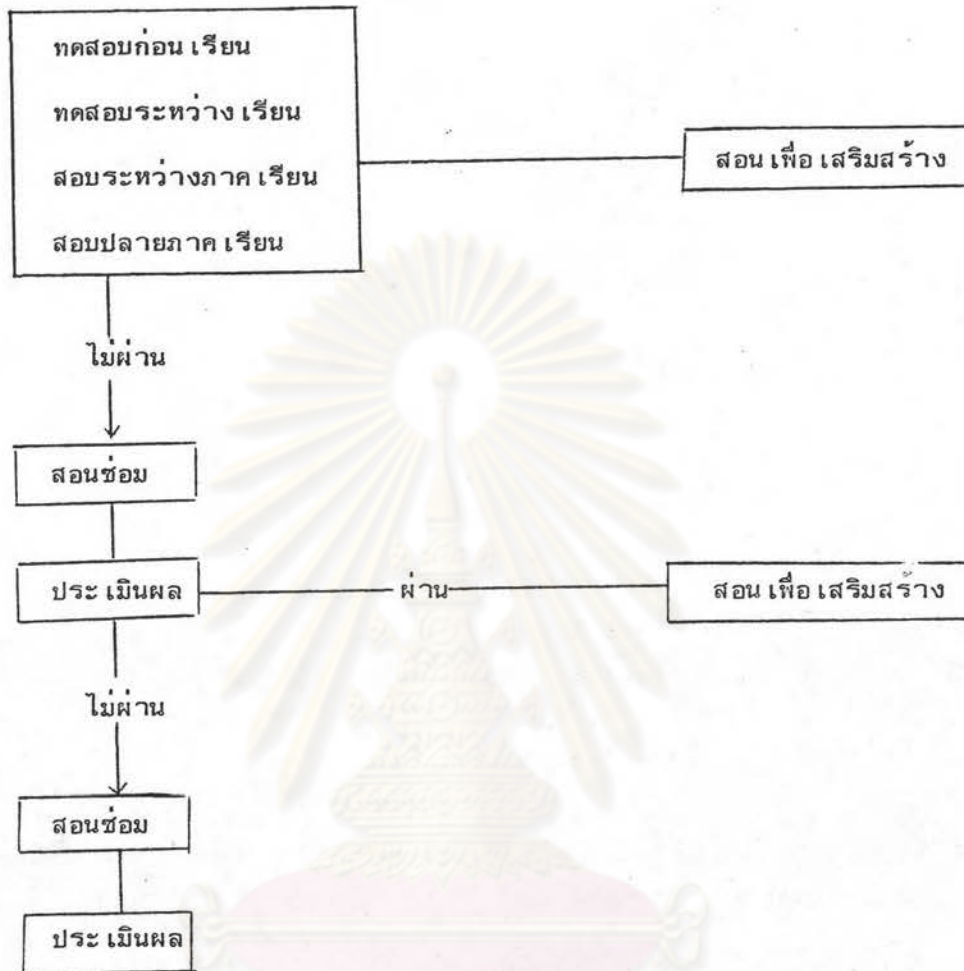 ทดสอบก่อนเรียน
ทดสอบระหว่างเรียน
สอบระหว่างภาคเรียน
สอบปลายภาคเรียน
สอนเพื่อเสริมสร้าง
ไม่ผ่าน
สอนซ่อม
ประเมินผล
ผ่าน
สอนเพื่อเสริมสร้าง
ไม่ผ่าน
สอนซ่อม
ประเมินผล